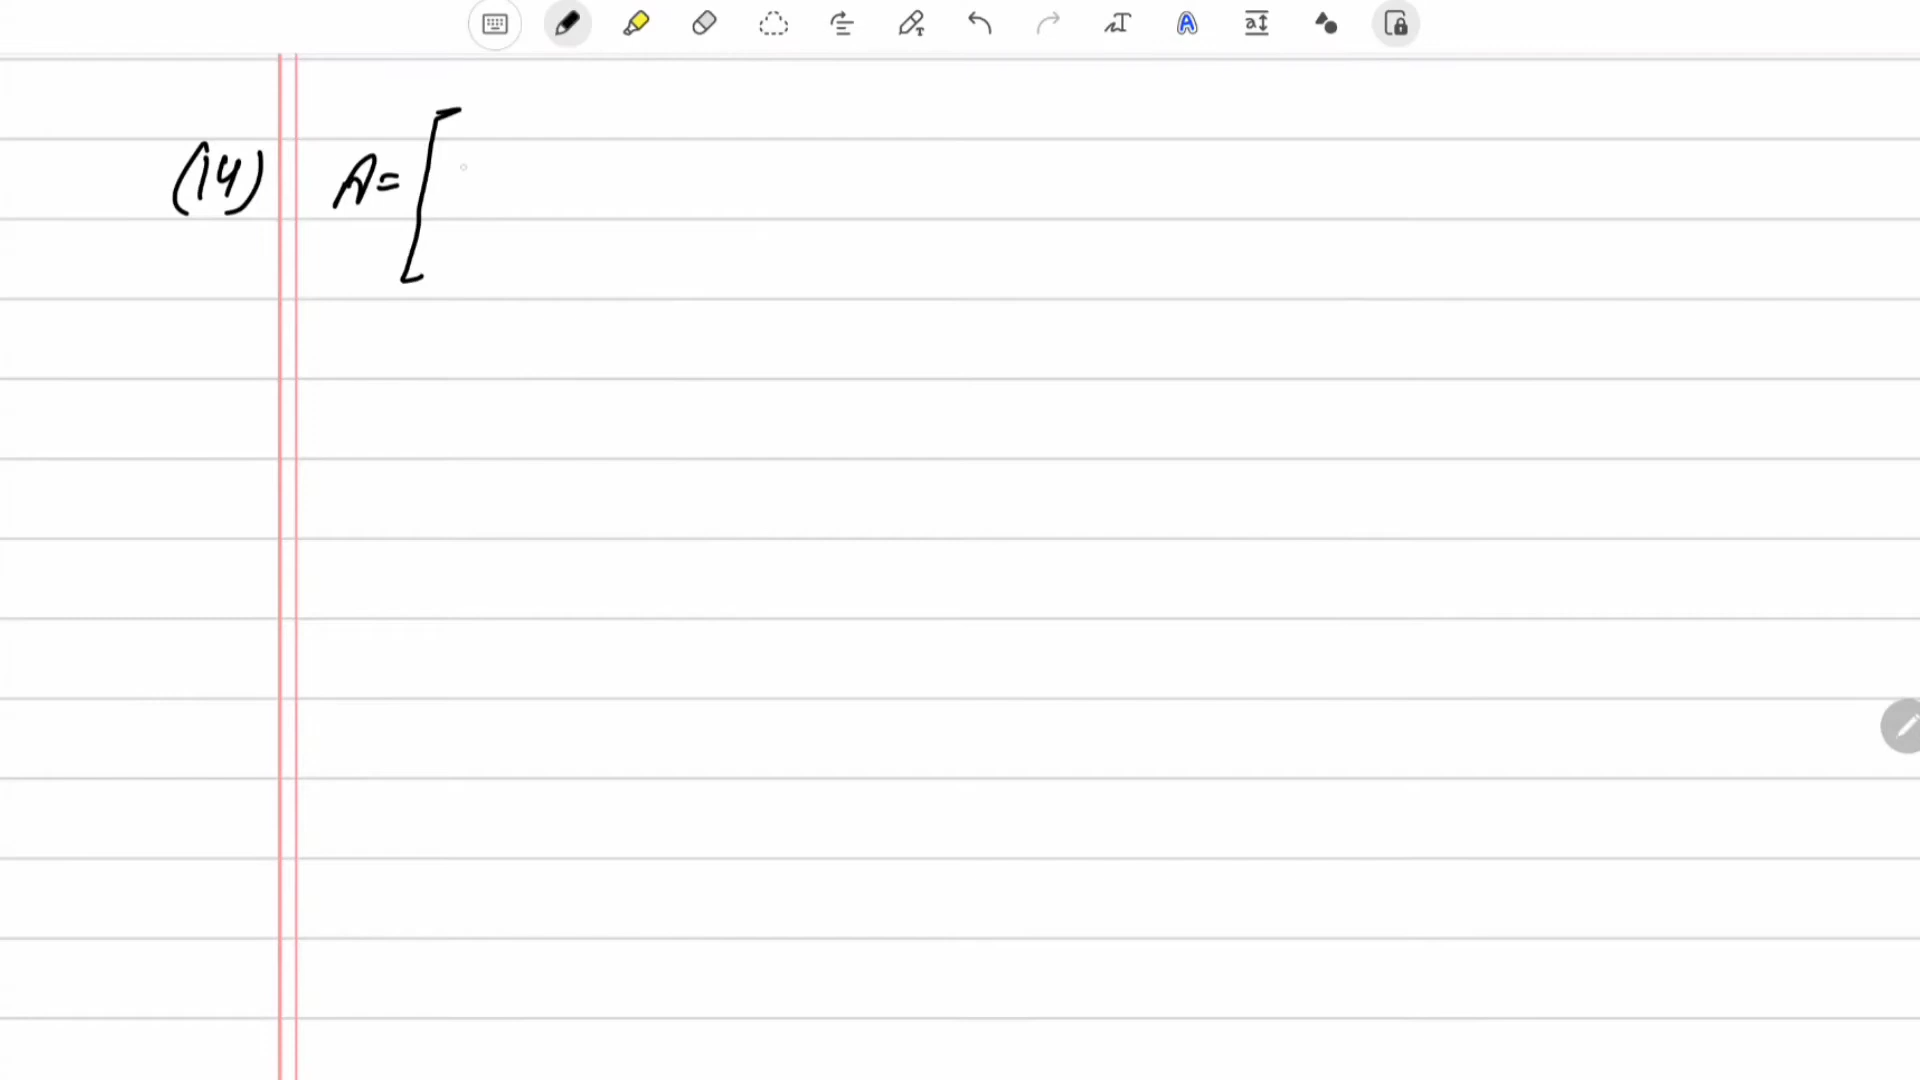 (14) A= [